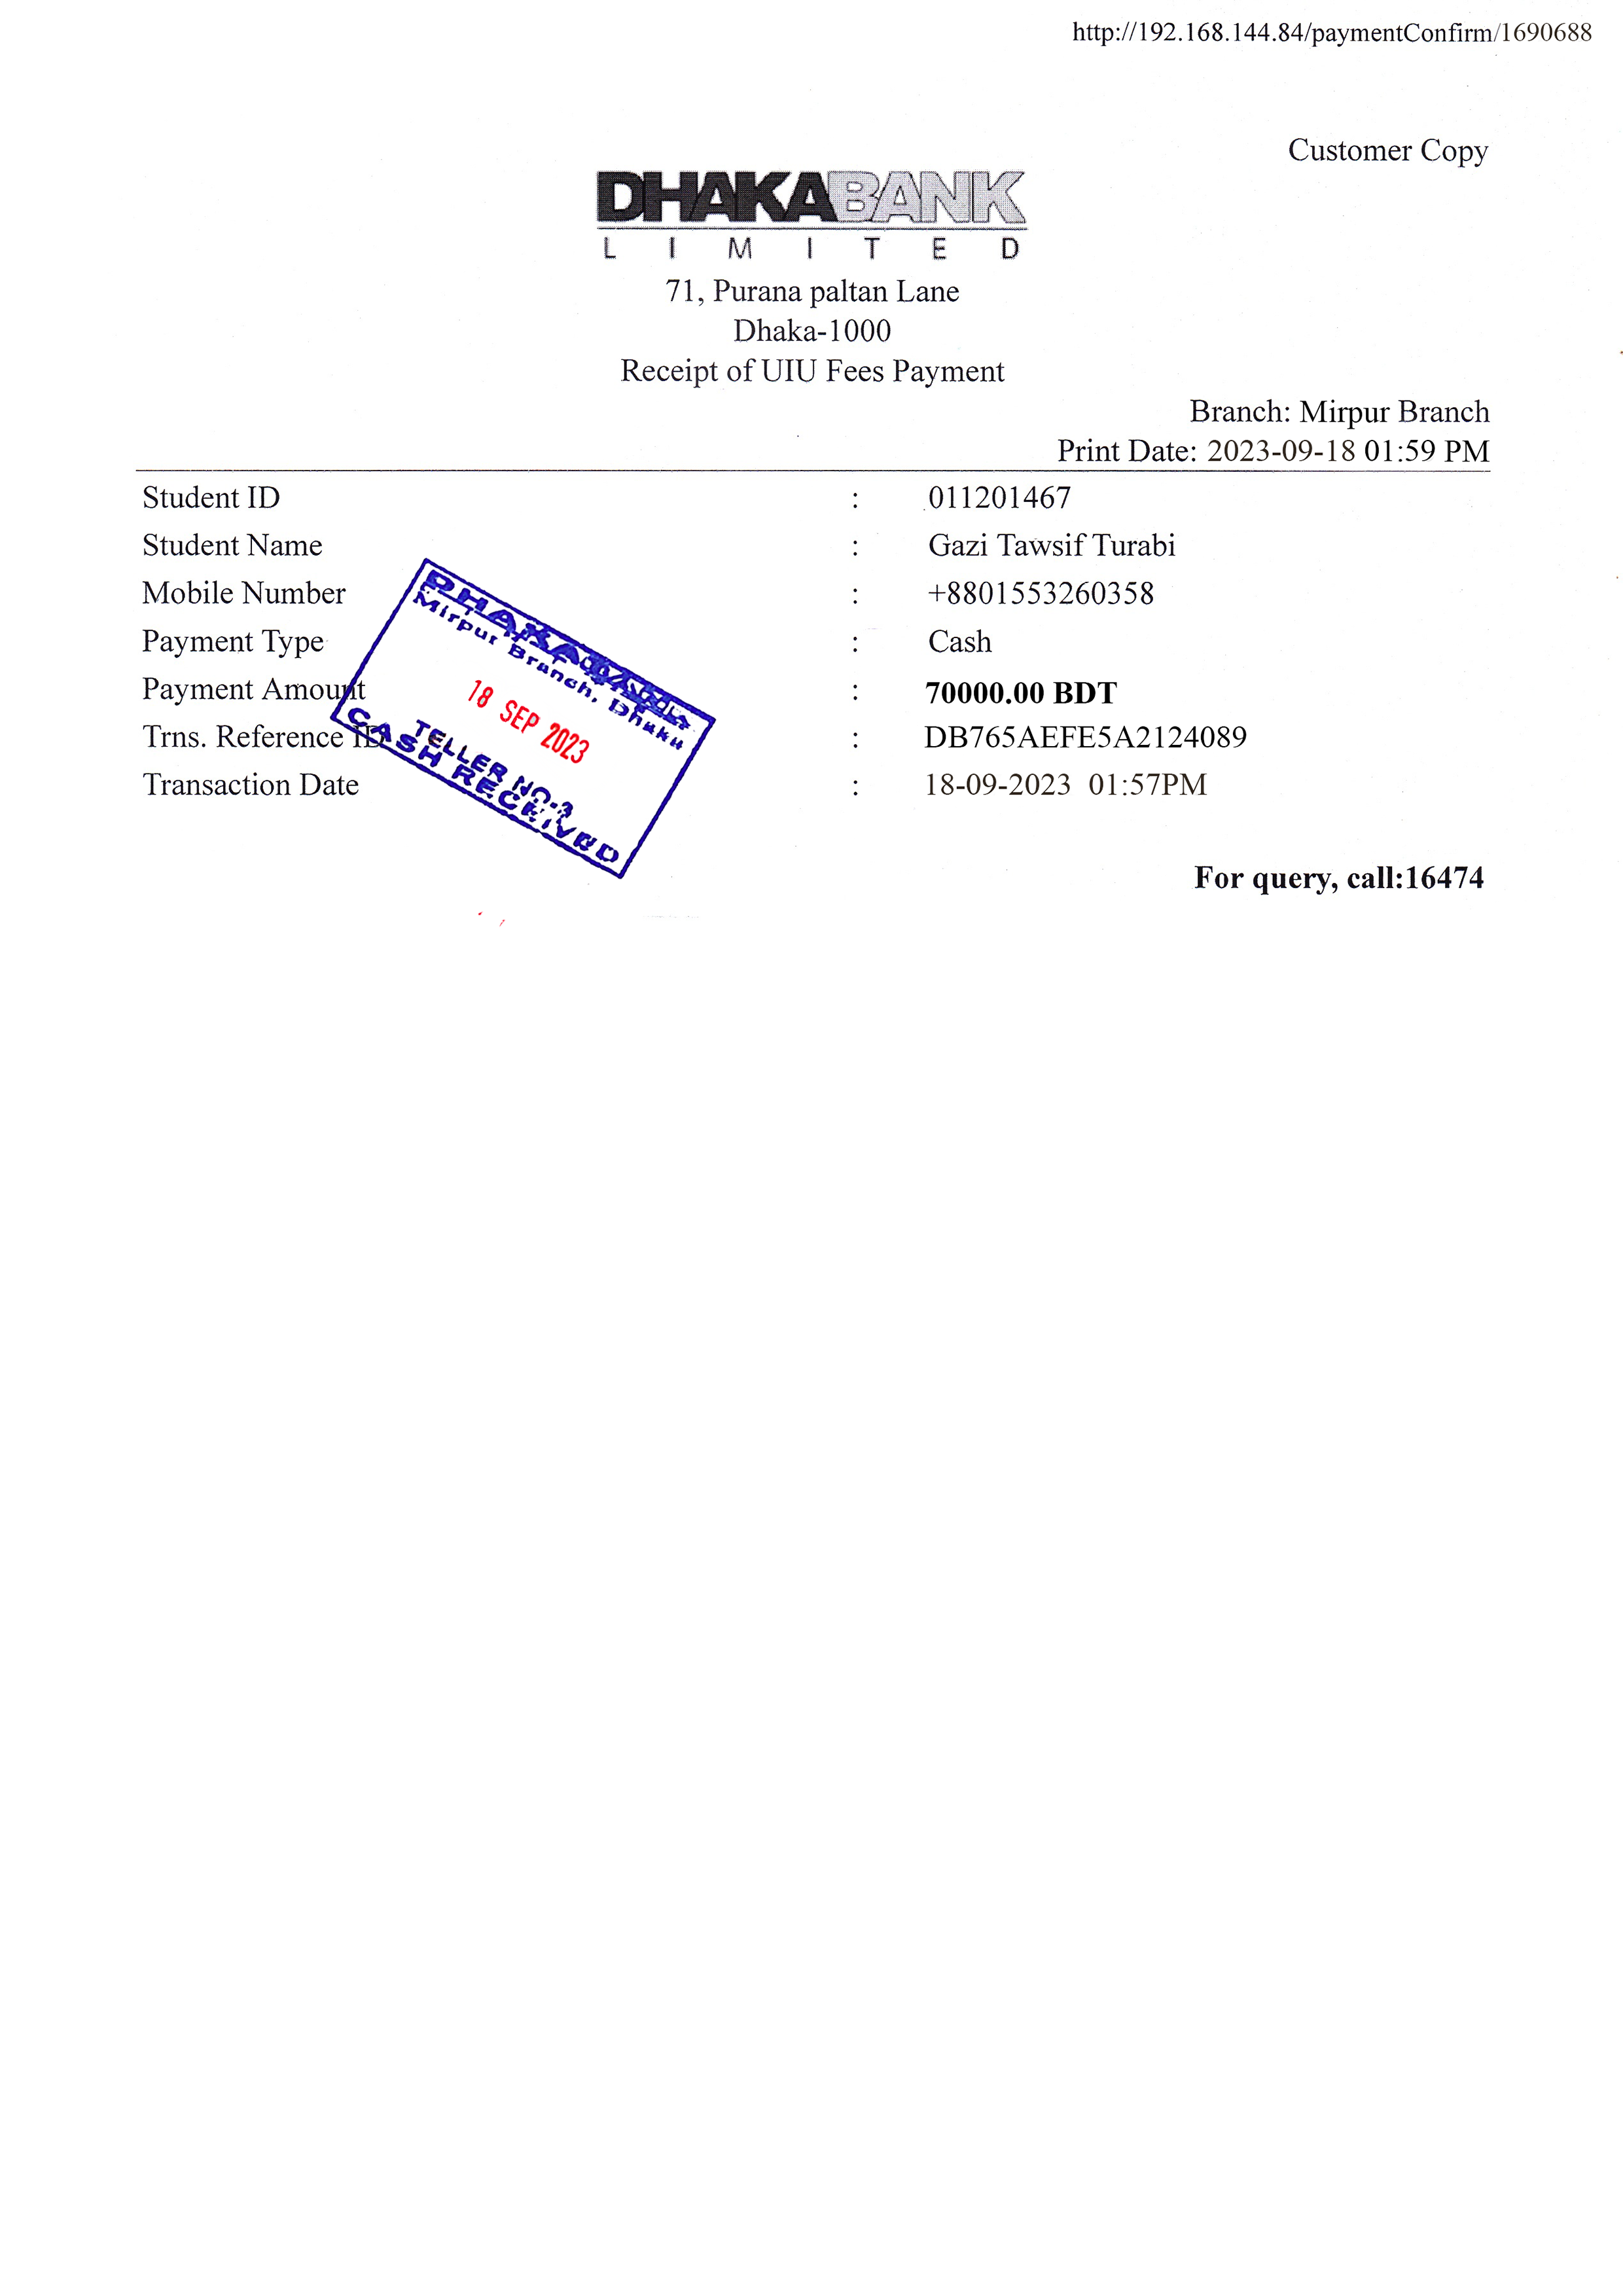 http://192.168.144.84/paymentConfirm/1690688
Customer Copy
DHAKABANK
LIMITED
71, Purana paltan Lane
Dhaka-1000
Receipt of UIU Fees Payment
Branch: Mirpur Branch
Print Date: 2023-09-18 01:59 PM
Student ID : 011201467
Student Name : Gazi Tawsif Turabi
Mobile Number : +8801553260358
Payment Type : Cash
Payment Amount : 70000.00 BDT
Trns. Reference ID : DB765AEFE5A2124089
Transaction Date : 18-09-2023 01:57PM
DHAKA BANK
Mirpur Branch, Dhaka
18 SEP 2023
TELLER NO.
CASH RECEIVED
For query, call:16474